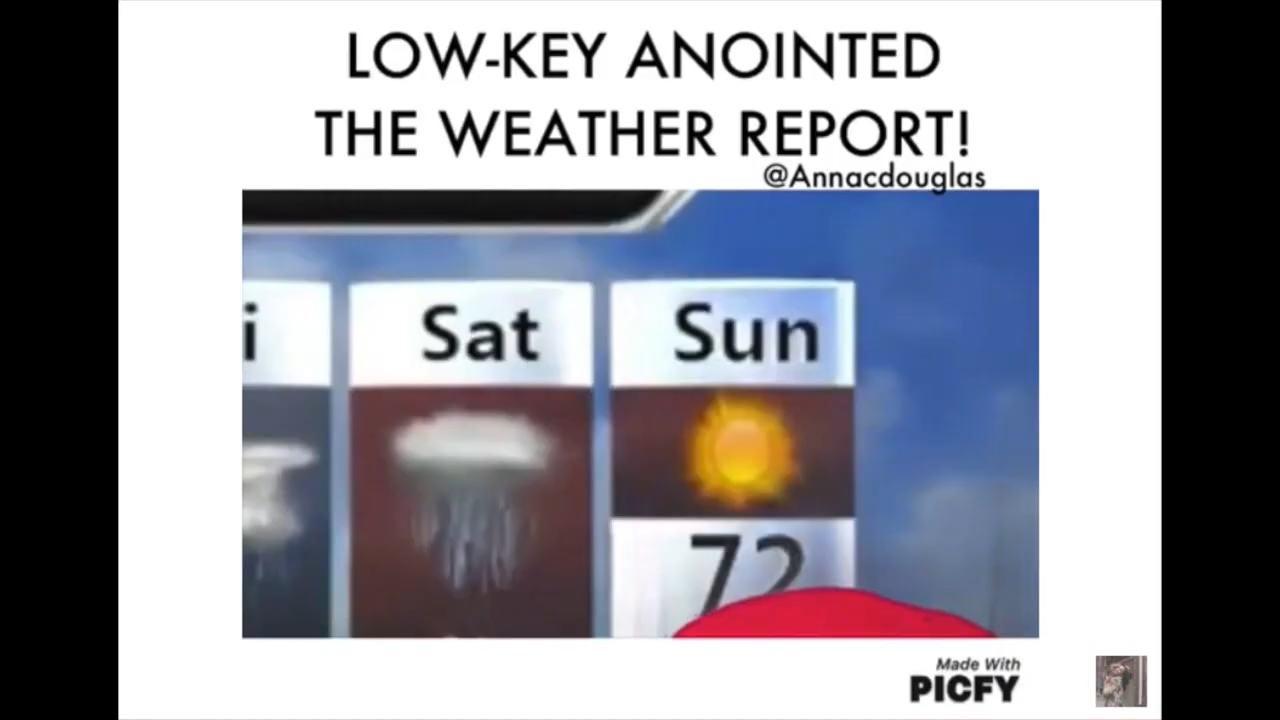 LOW-KEY ANOINTED
THE WEATHER REPORT!
@Annacdouglas
i Sat Sun
72
Made With
PICFY